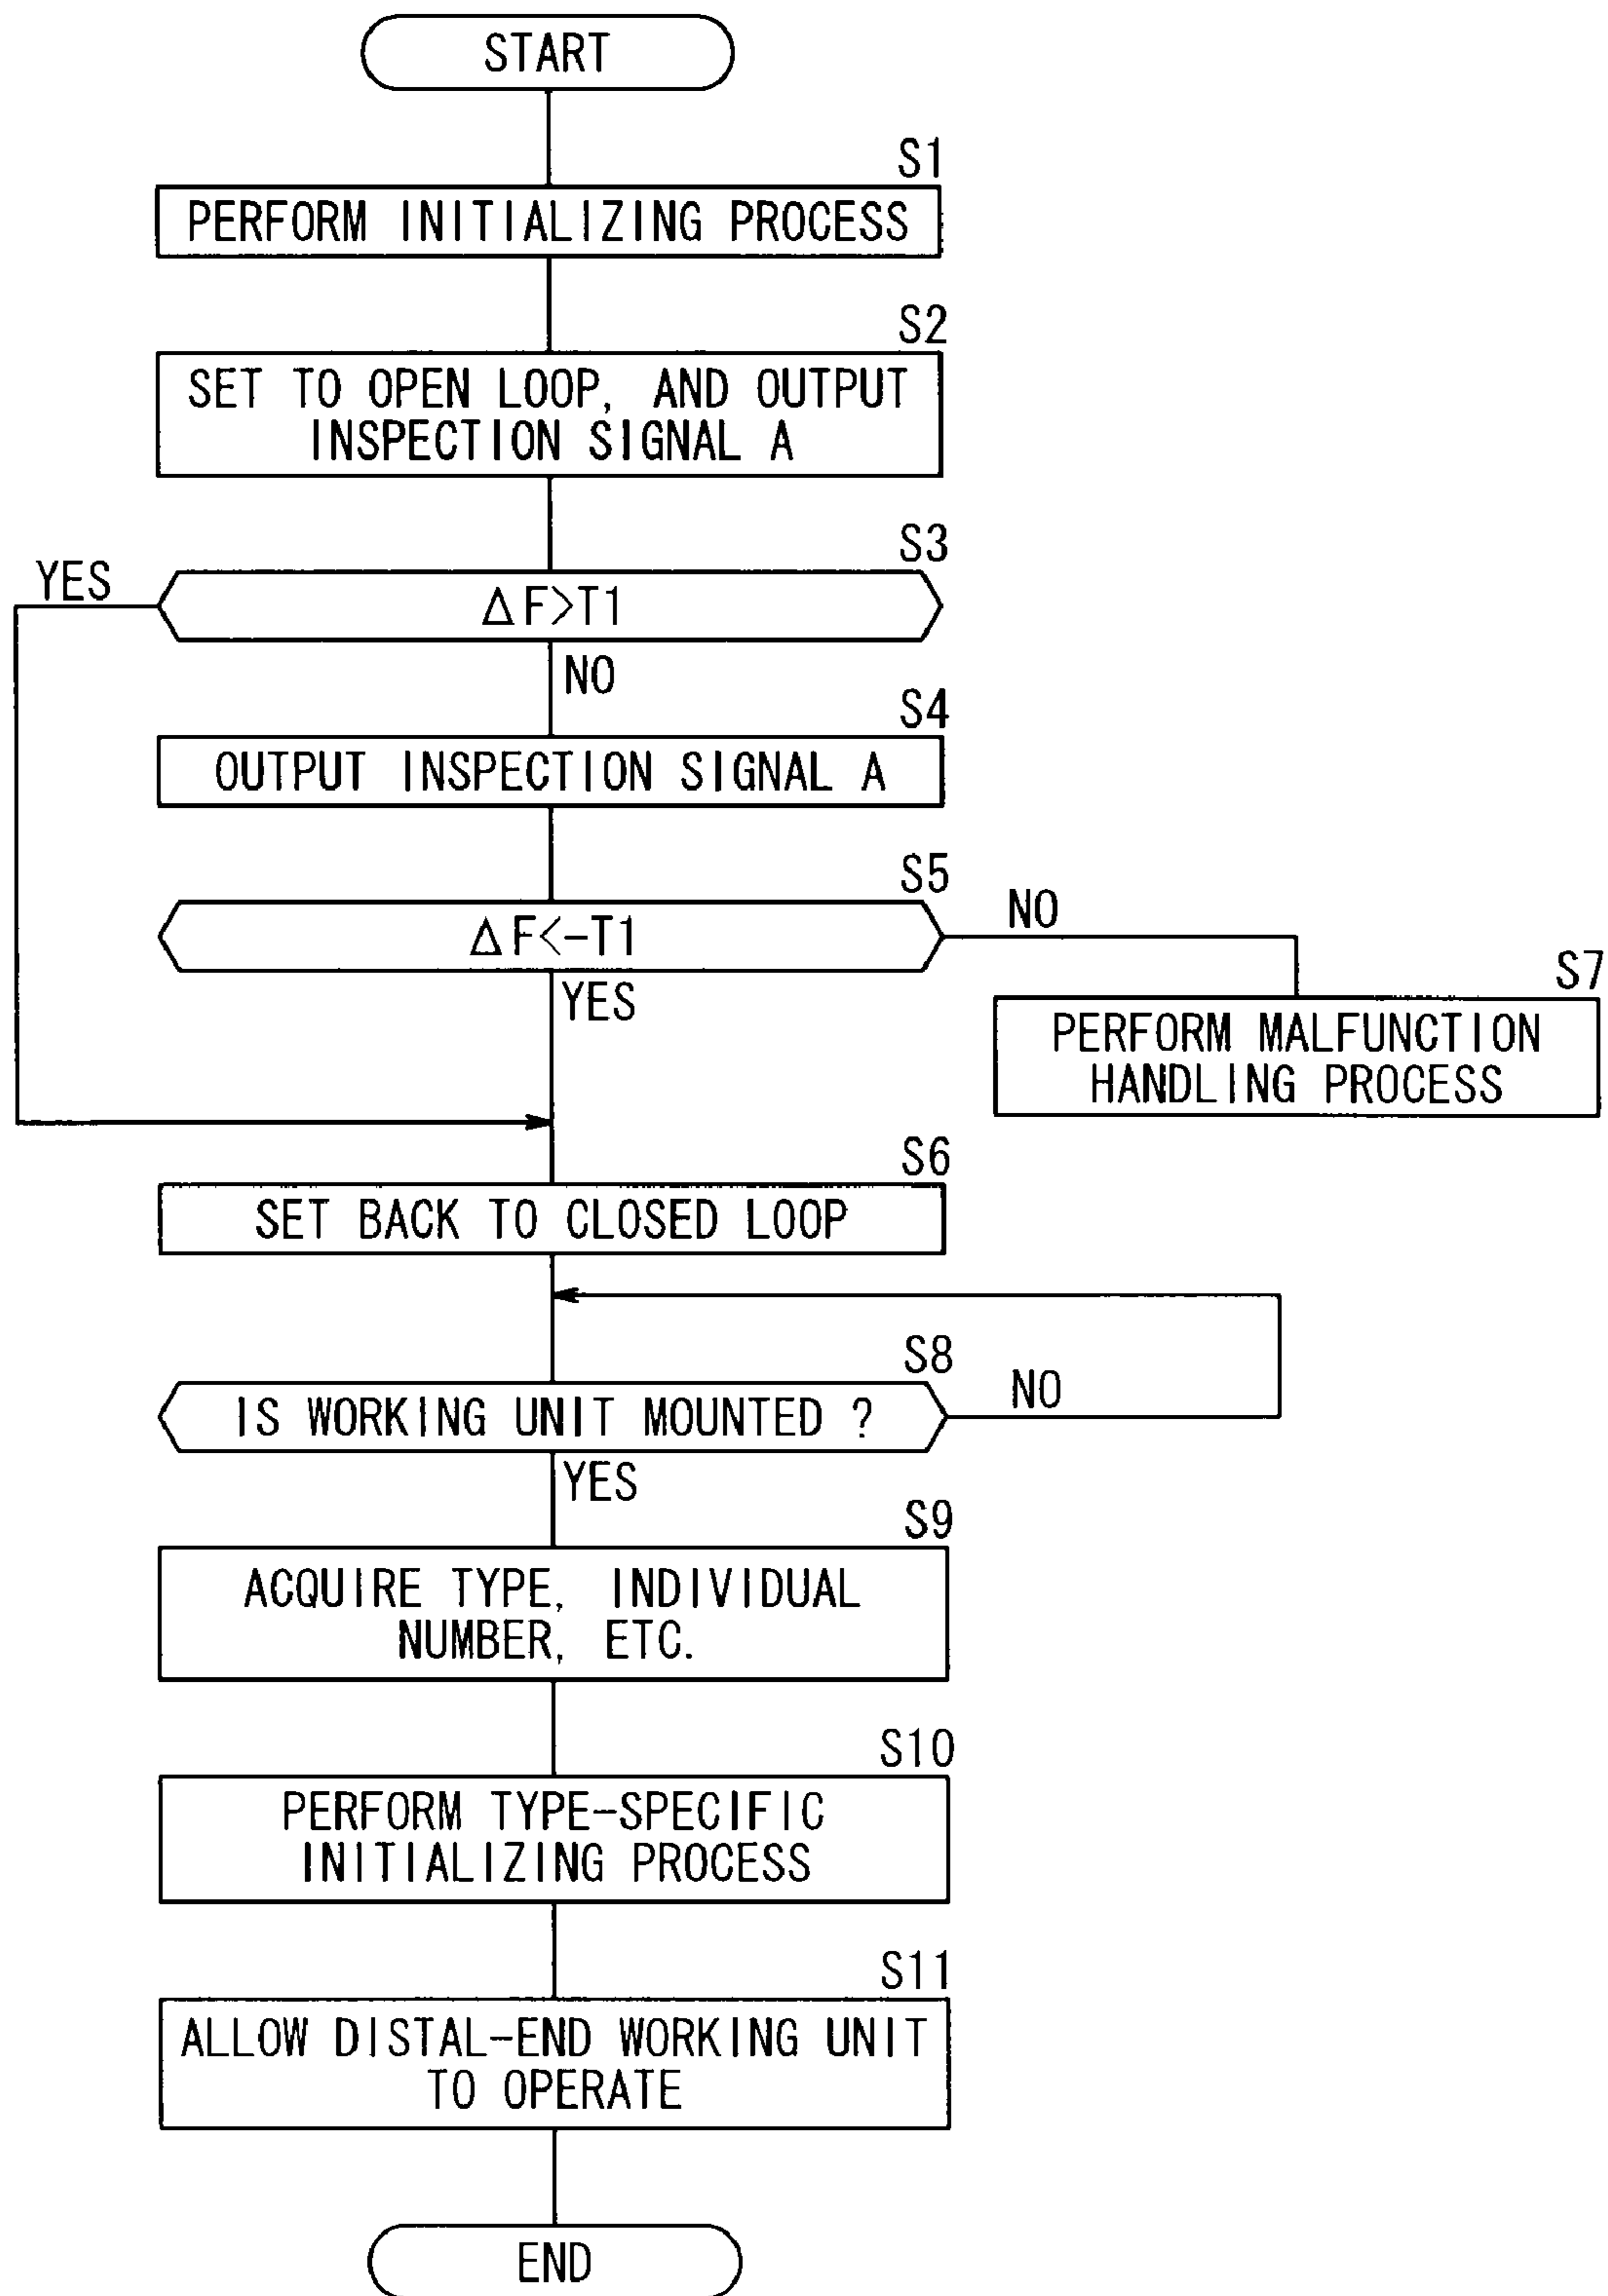 START
S1
PERFORM INITIALIZING PROCESS
S2
SET TO OPEN LOOP, AND OUTPUT
INSPECTION SIGNAL A
S3
YES
ΔF>T1
NO
S4
OUTPUT INSPECTION SIGNAL A
S5
ΔF<-T1
NO
YES
S7
PERFORM MALFUNCTION
HANDLING PROCESS
S6
SET BACK TO CLOSED LOOP
S8
IS WORKING UNIT MOUNTED ?
NO
YES
S9
ACQUIRE TYPE, INDIVIDUAL
NUMBER, ETC.
S10
PERFORM TYPE-SPECIFIC
INITIALIZING PROCESS
S11
ALLOW DISTAL-END WORKING UNIT
TO OPERATE
END